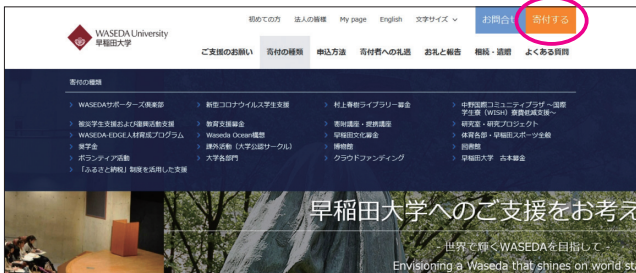 初めての方 法人の皆様 My page English 文字サイズ お問合せ 寄付する
WASEDA University
早稲田大学
ご支援のお願い 寄付の種類 申込方法 寄付者への礼遇 お礼と報告 相続・遺贈 よくある質問
寄付の種類
WASEDAサポーターズ倶楽部 新型コロナウイルス学生支援 村上春樹ライブラリー募金 中野国際コミュニティプラザ ～国際
学生寮（WISH）寮費低減支援～
被災学生支援および復興活動支援 教育支援募金 寄附講座・提携講座 研究室・研究プロジェクト
WASEDA-EDGE人材育成プログラム Waseda Ocean構想 早稲田文化募金 体育各部・早稲田スポーツ全般
奨学金 課外活動（大学公認サークル） 博物館 図書館
ボランティア活動 大学各部門 クラウドファンディング 早稲田大学 古本募金
「ふるさと納税」制度を活用した支援
早稲田大学へのご支援をお考え
- 世界で輝くWASEDAを目指して -
Envisioning a Waseda that shines on world st